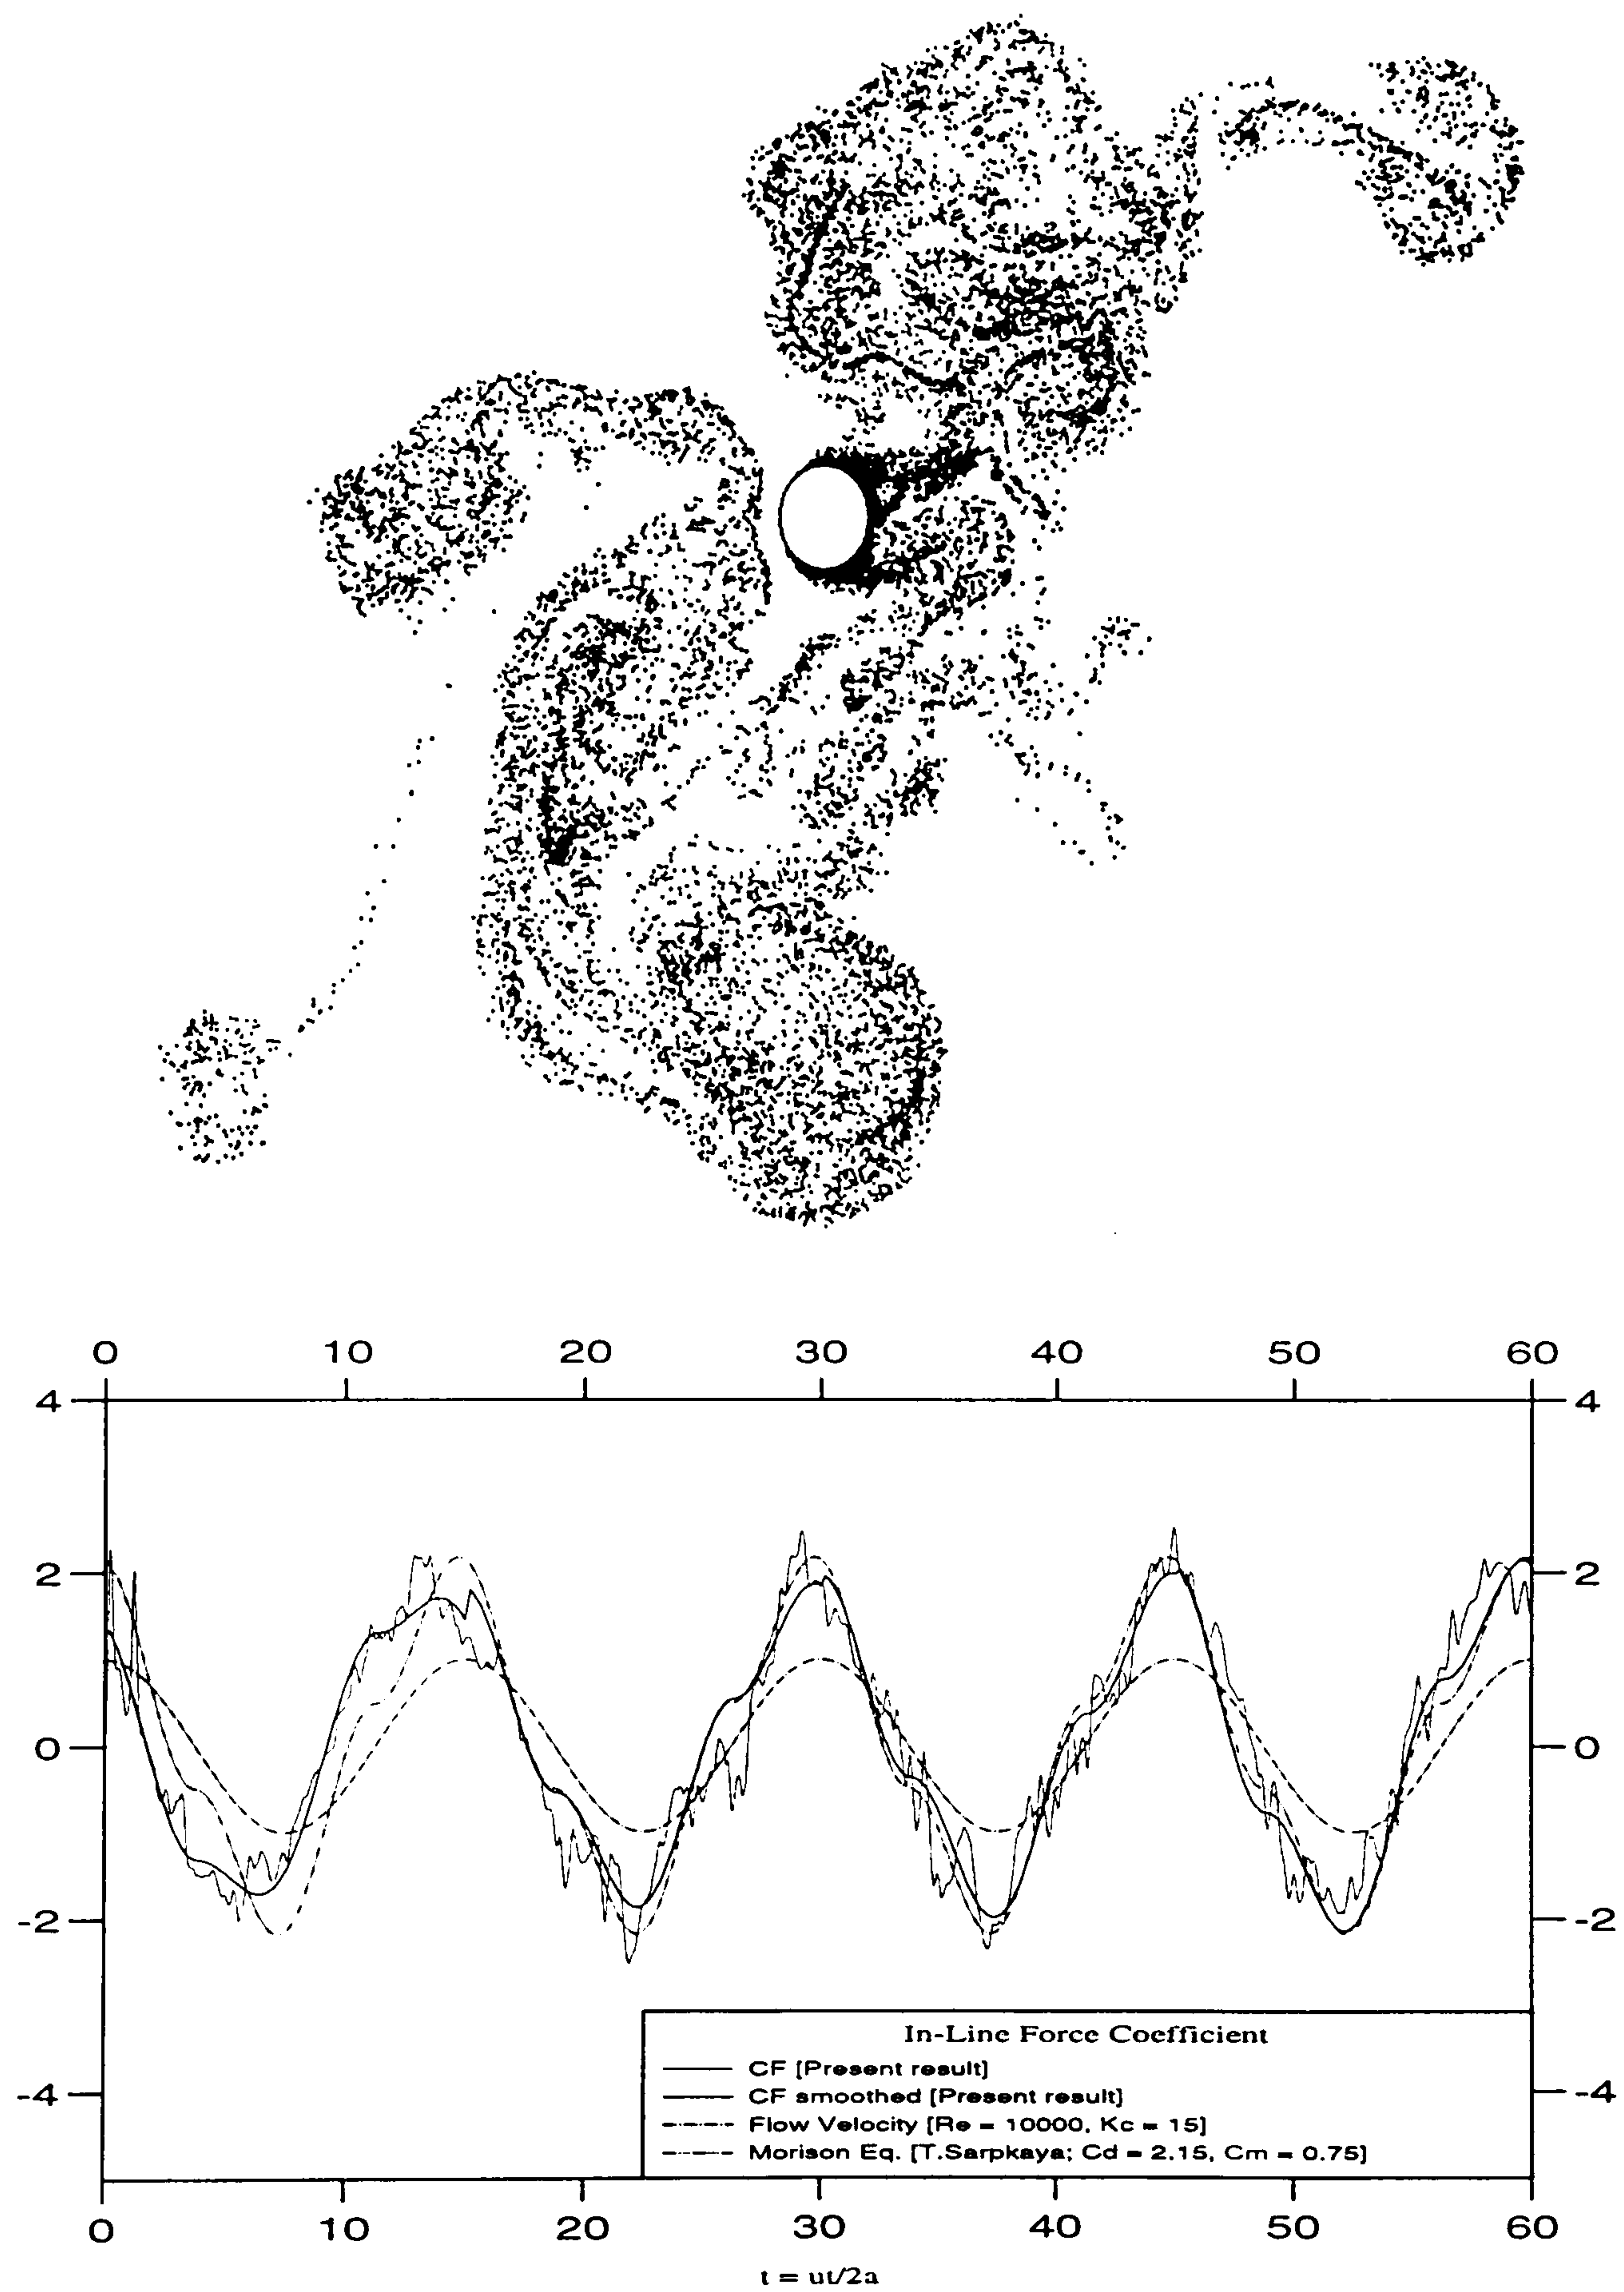 0 10 20 30 40 50 60
4 4
2 2
0 0
-2 -2
-4 -4
In-Line Force Coefficient
CF [Present result]
CF smoothed [Present result]
Flow Velocity [Re = 10000, Kc = 15]
Morison Eq. [T.Sarpkaya; Cd = 2.15, Cm = 0.75]
0 10 20 30 40 50 60
t = ut/2a